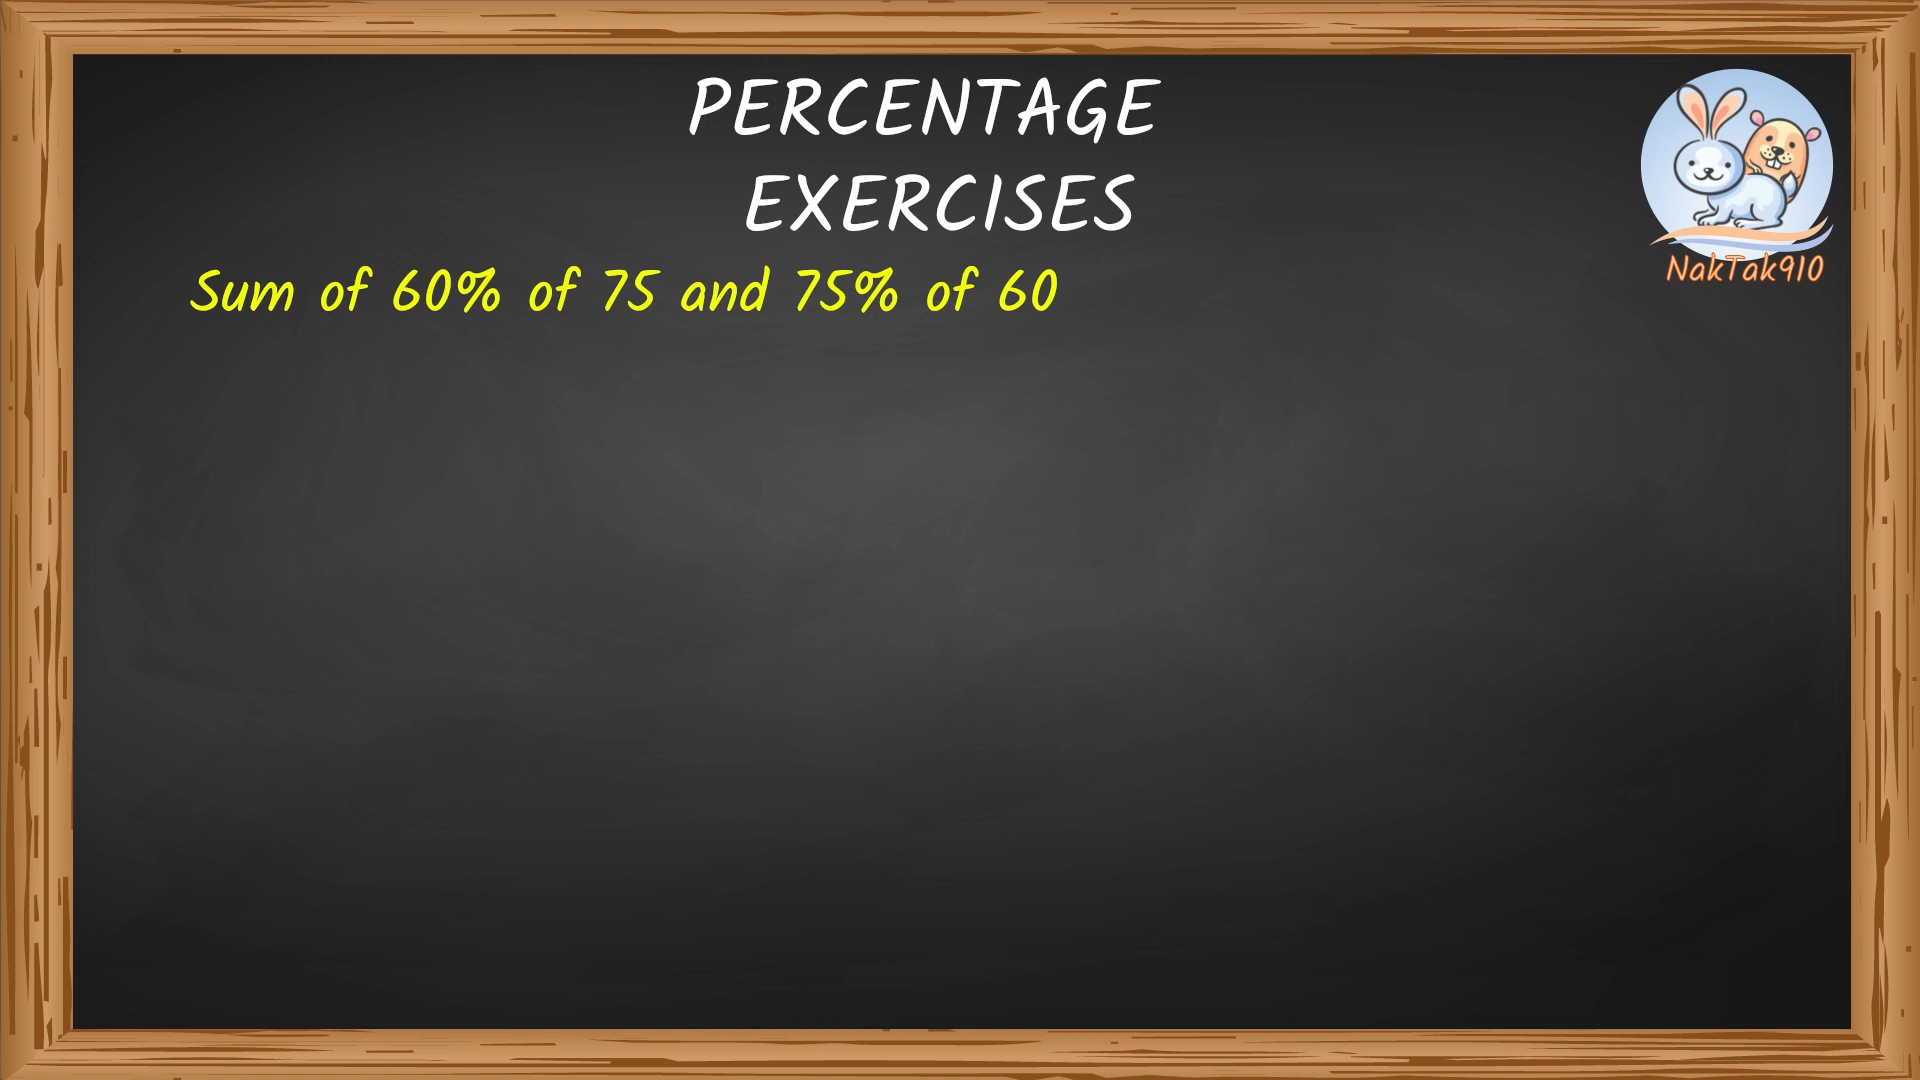 PERCENTAGE
EXERCISES
NakTak910
Sum of 60% of 75 and 75% of 60